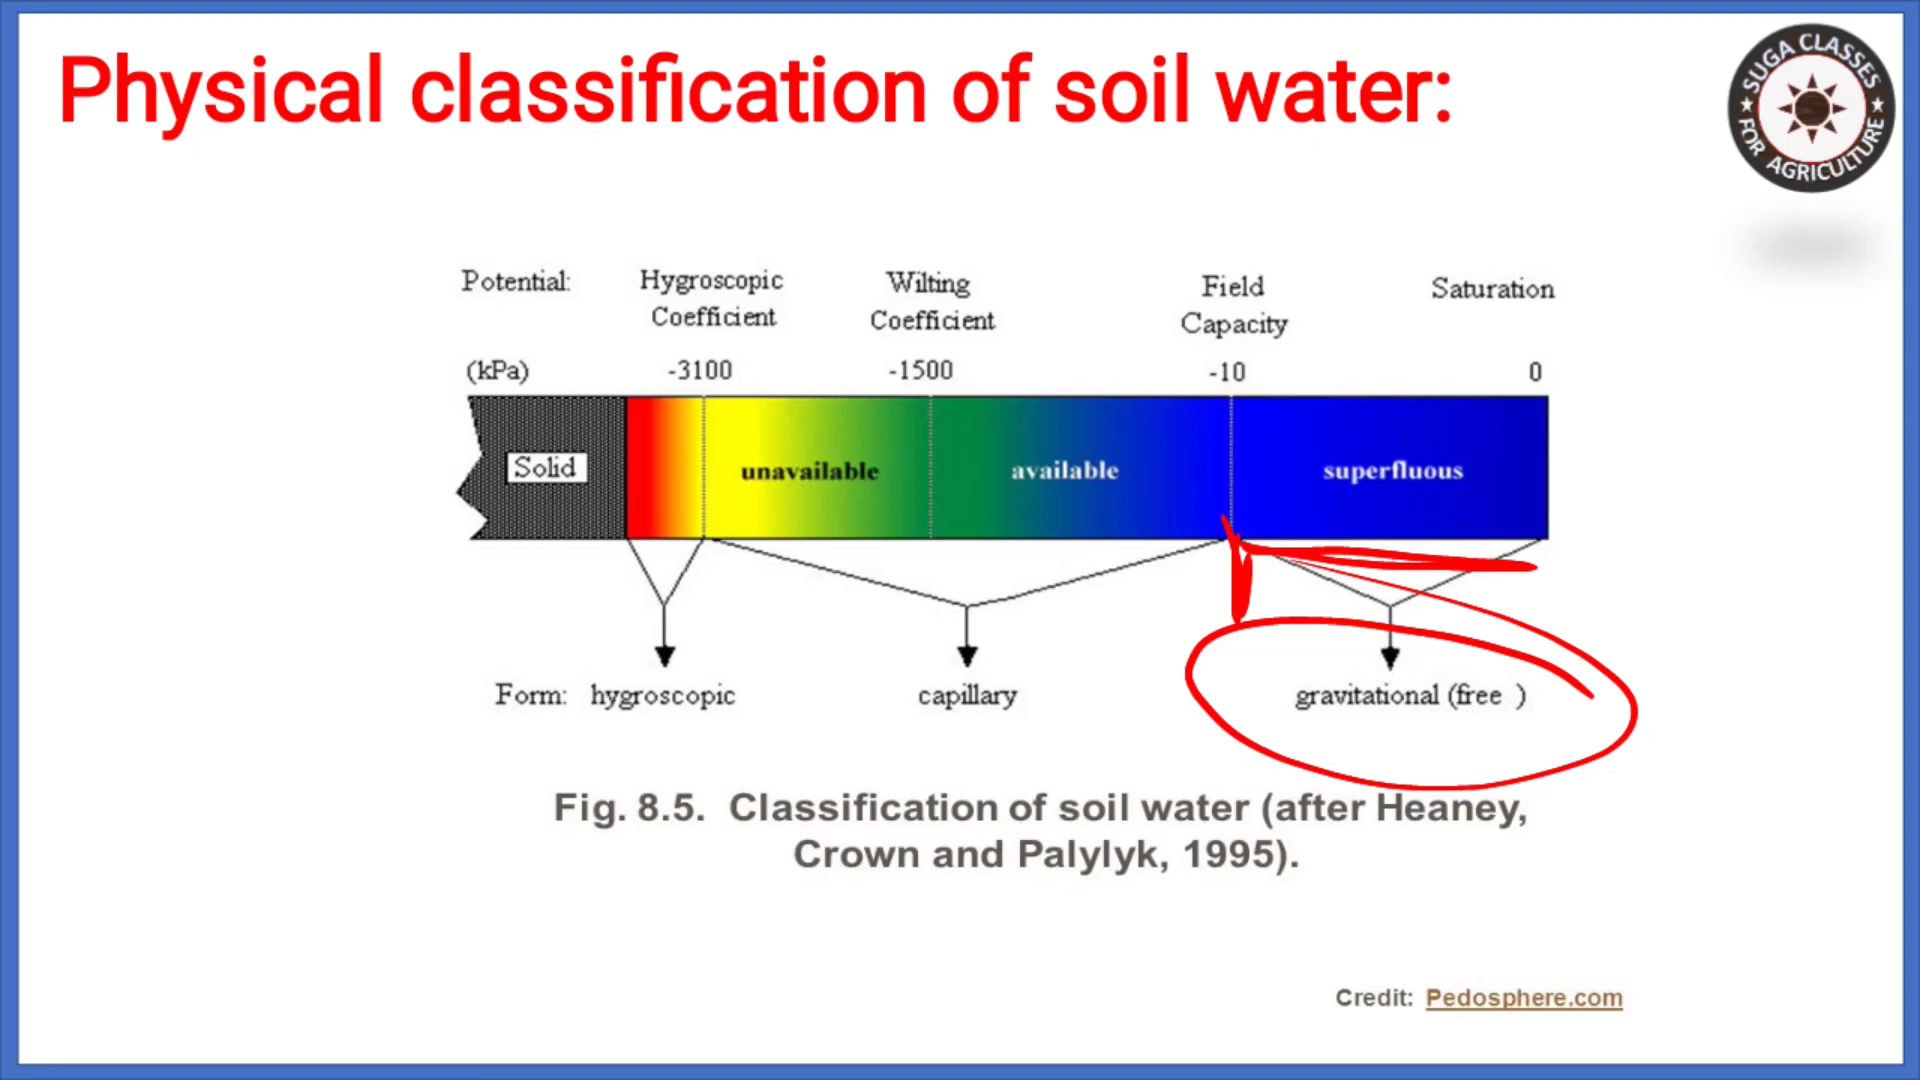 Physical classification of soil water:
SUGA CLASSES
FOR AGRICULTURE
Potential: Hygroscopic Coefficient Wilting Coefficient Field Capacity Saturation
(kPa) -3100 -1500 -10 0
Solid unavailable available superfluous
Form: hygroscopic capillary gravitational (free )
Fig. 8.5. Classification of soil water (after Heaney,
Crown and Palylyk, 1995).
Credit: Pedosphere.com